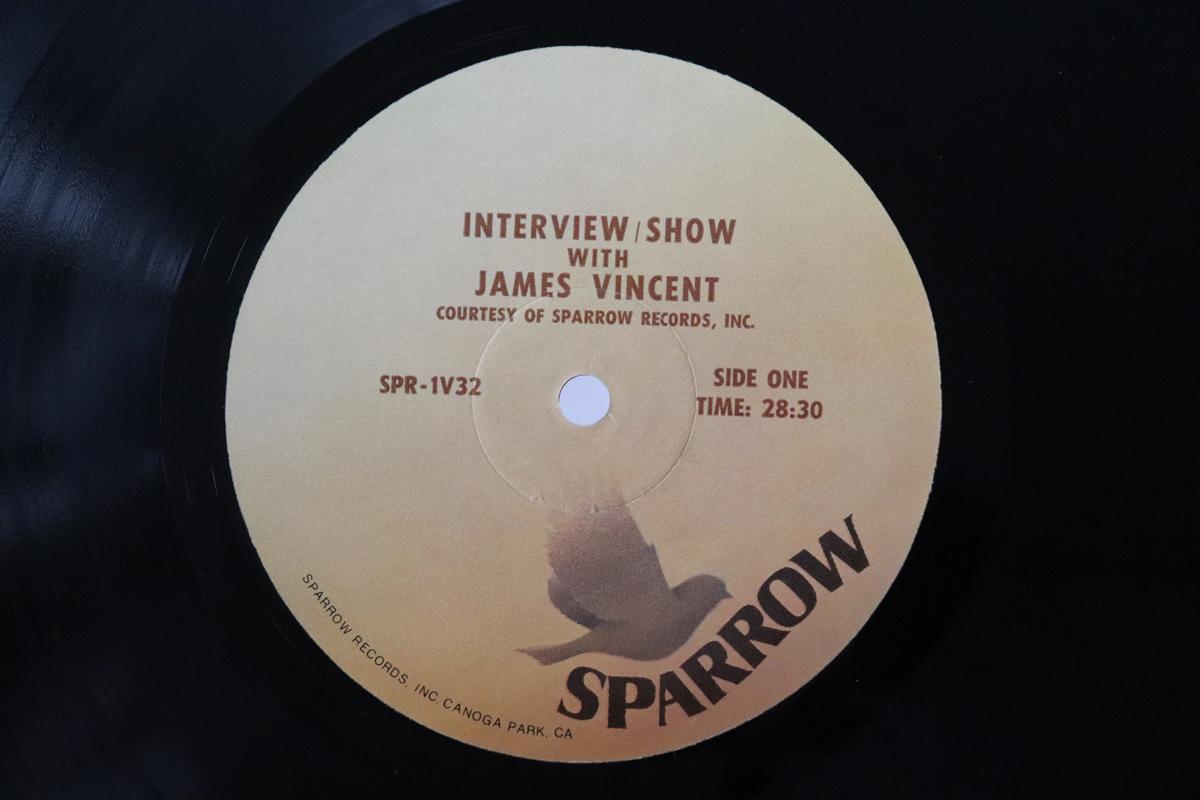 INTERVIEW/SHOW
WITH
JAMES VINCENT
COURTESY OF SPARROW RECORDS, INC.
SPR-1V32
SIDE ONE
TIME: 28:30
SPARROW
SPARROW RECORDS, INC. CANOGA PARK, CA